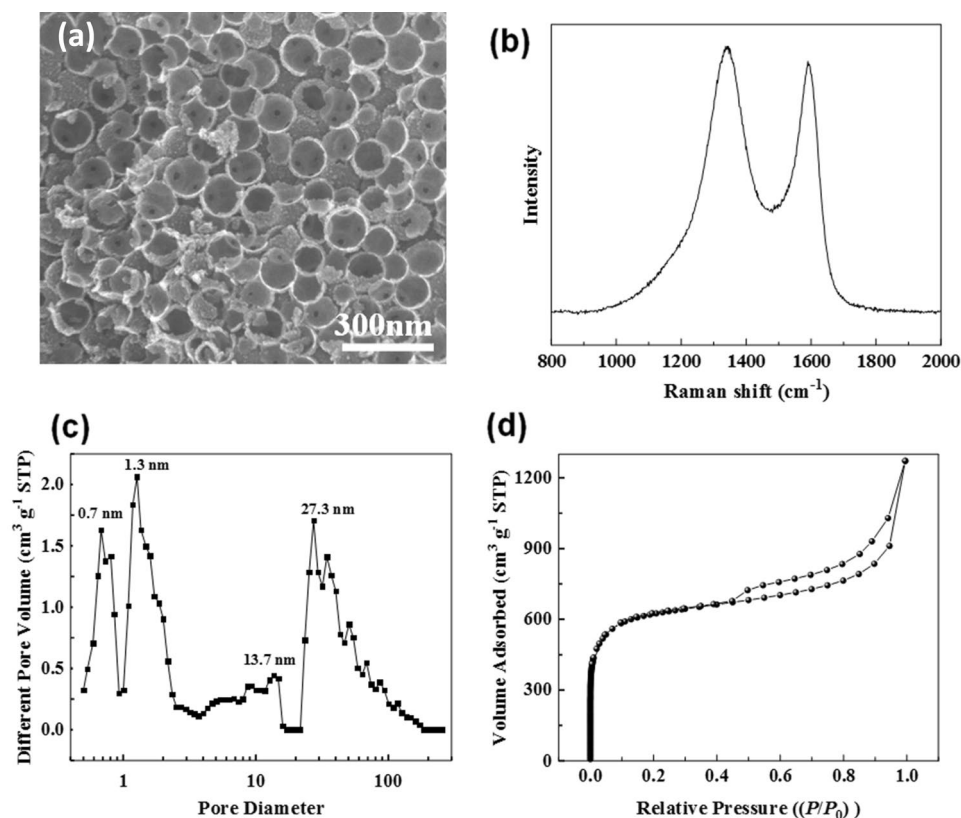 (a)
300nm
(b)
Intensity
800 1000 1200 1400 1600 1800 2000
Raman shift (cm⁻¹)
(c)
Different Pore Volume (cm³ g⁻¹ STP)
2.0
1.5
1.0
0.5
0.0
0.7 nm
1.3 nm
13.7 nm
27.3 nm
1 10 100
Pore Diameter
(d)
Volume Adsorbed (cm³ g⁻¹ STP)
1200
900
600
300
0
0.0 0.2 0.4 0.6 0.8 1.0
Relative Pressure ((P/P₀) )